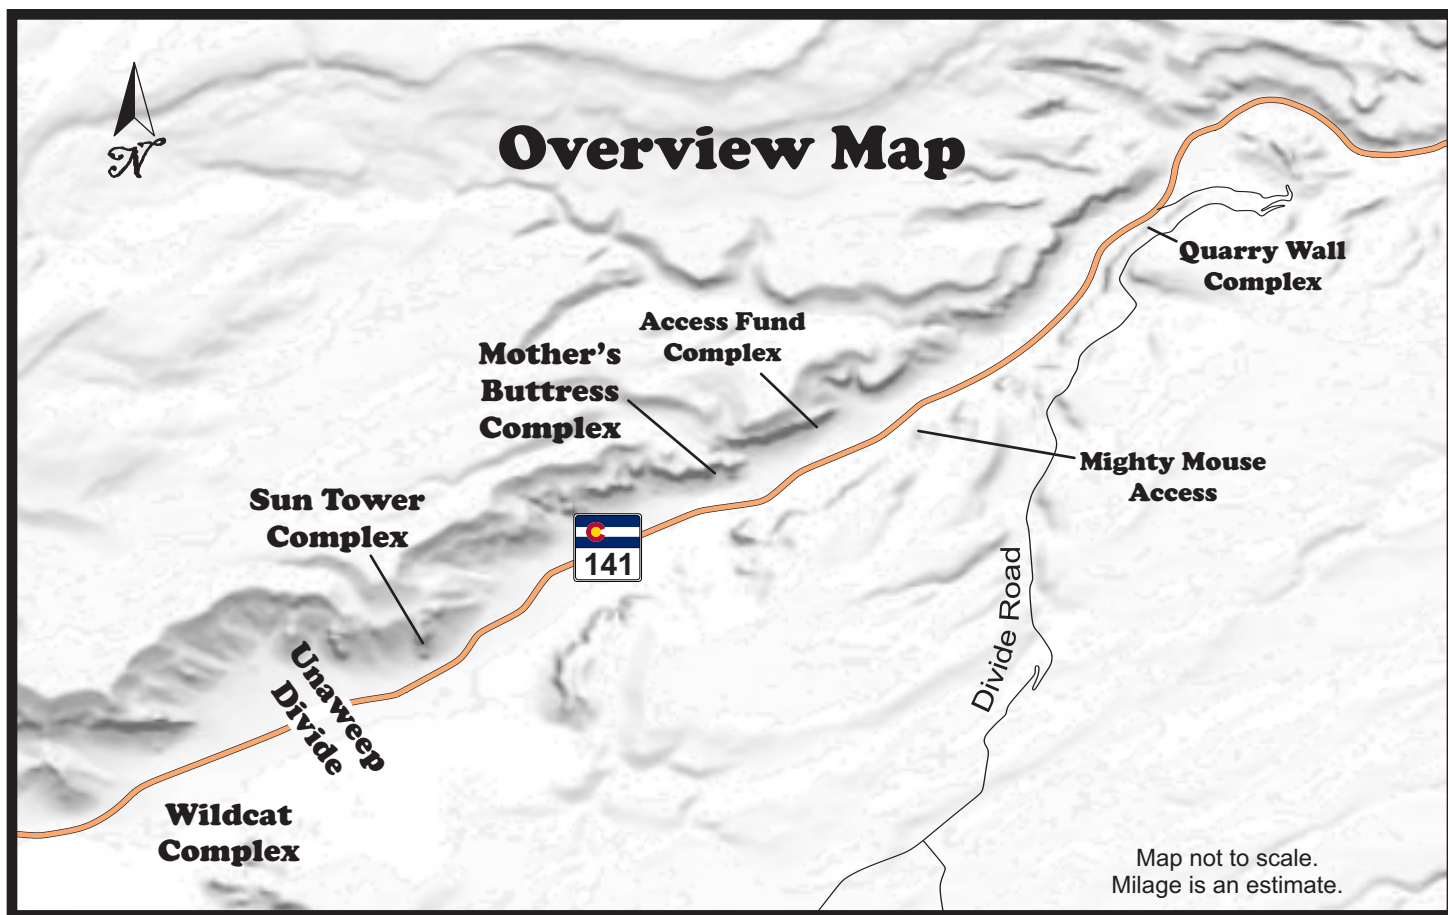 N
Overview Map
Quarry Wall
Complex
Access Fund
Complex
Mother's
Buttress
Complex
Mighty Mouse
Access
Sun Tower
Complex
141
Divide Road
Unaweep
Divide
Wildcat
Complex
Map not to scale.
Milage is an estimate.